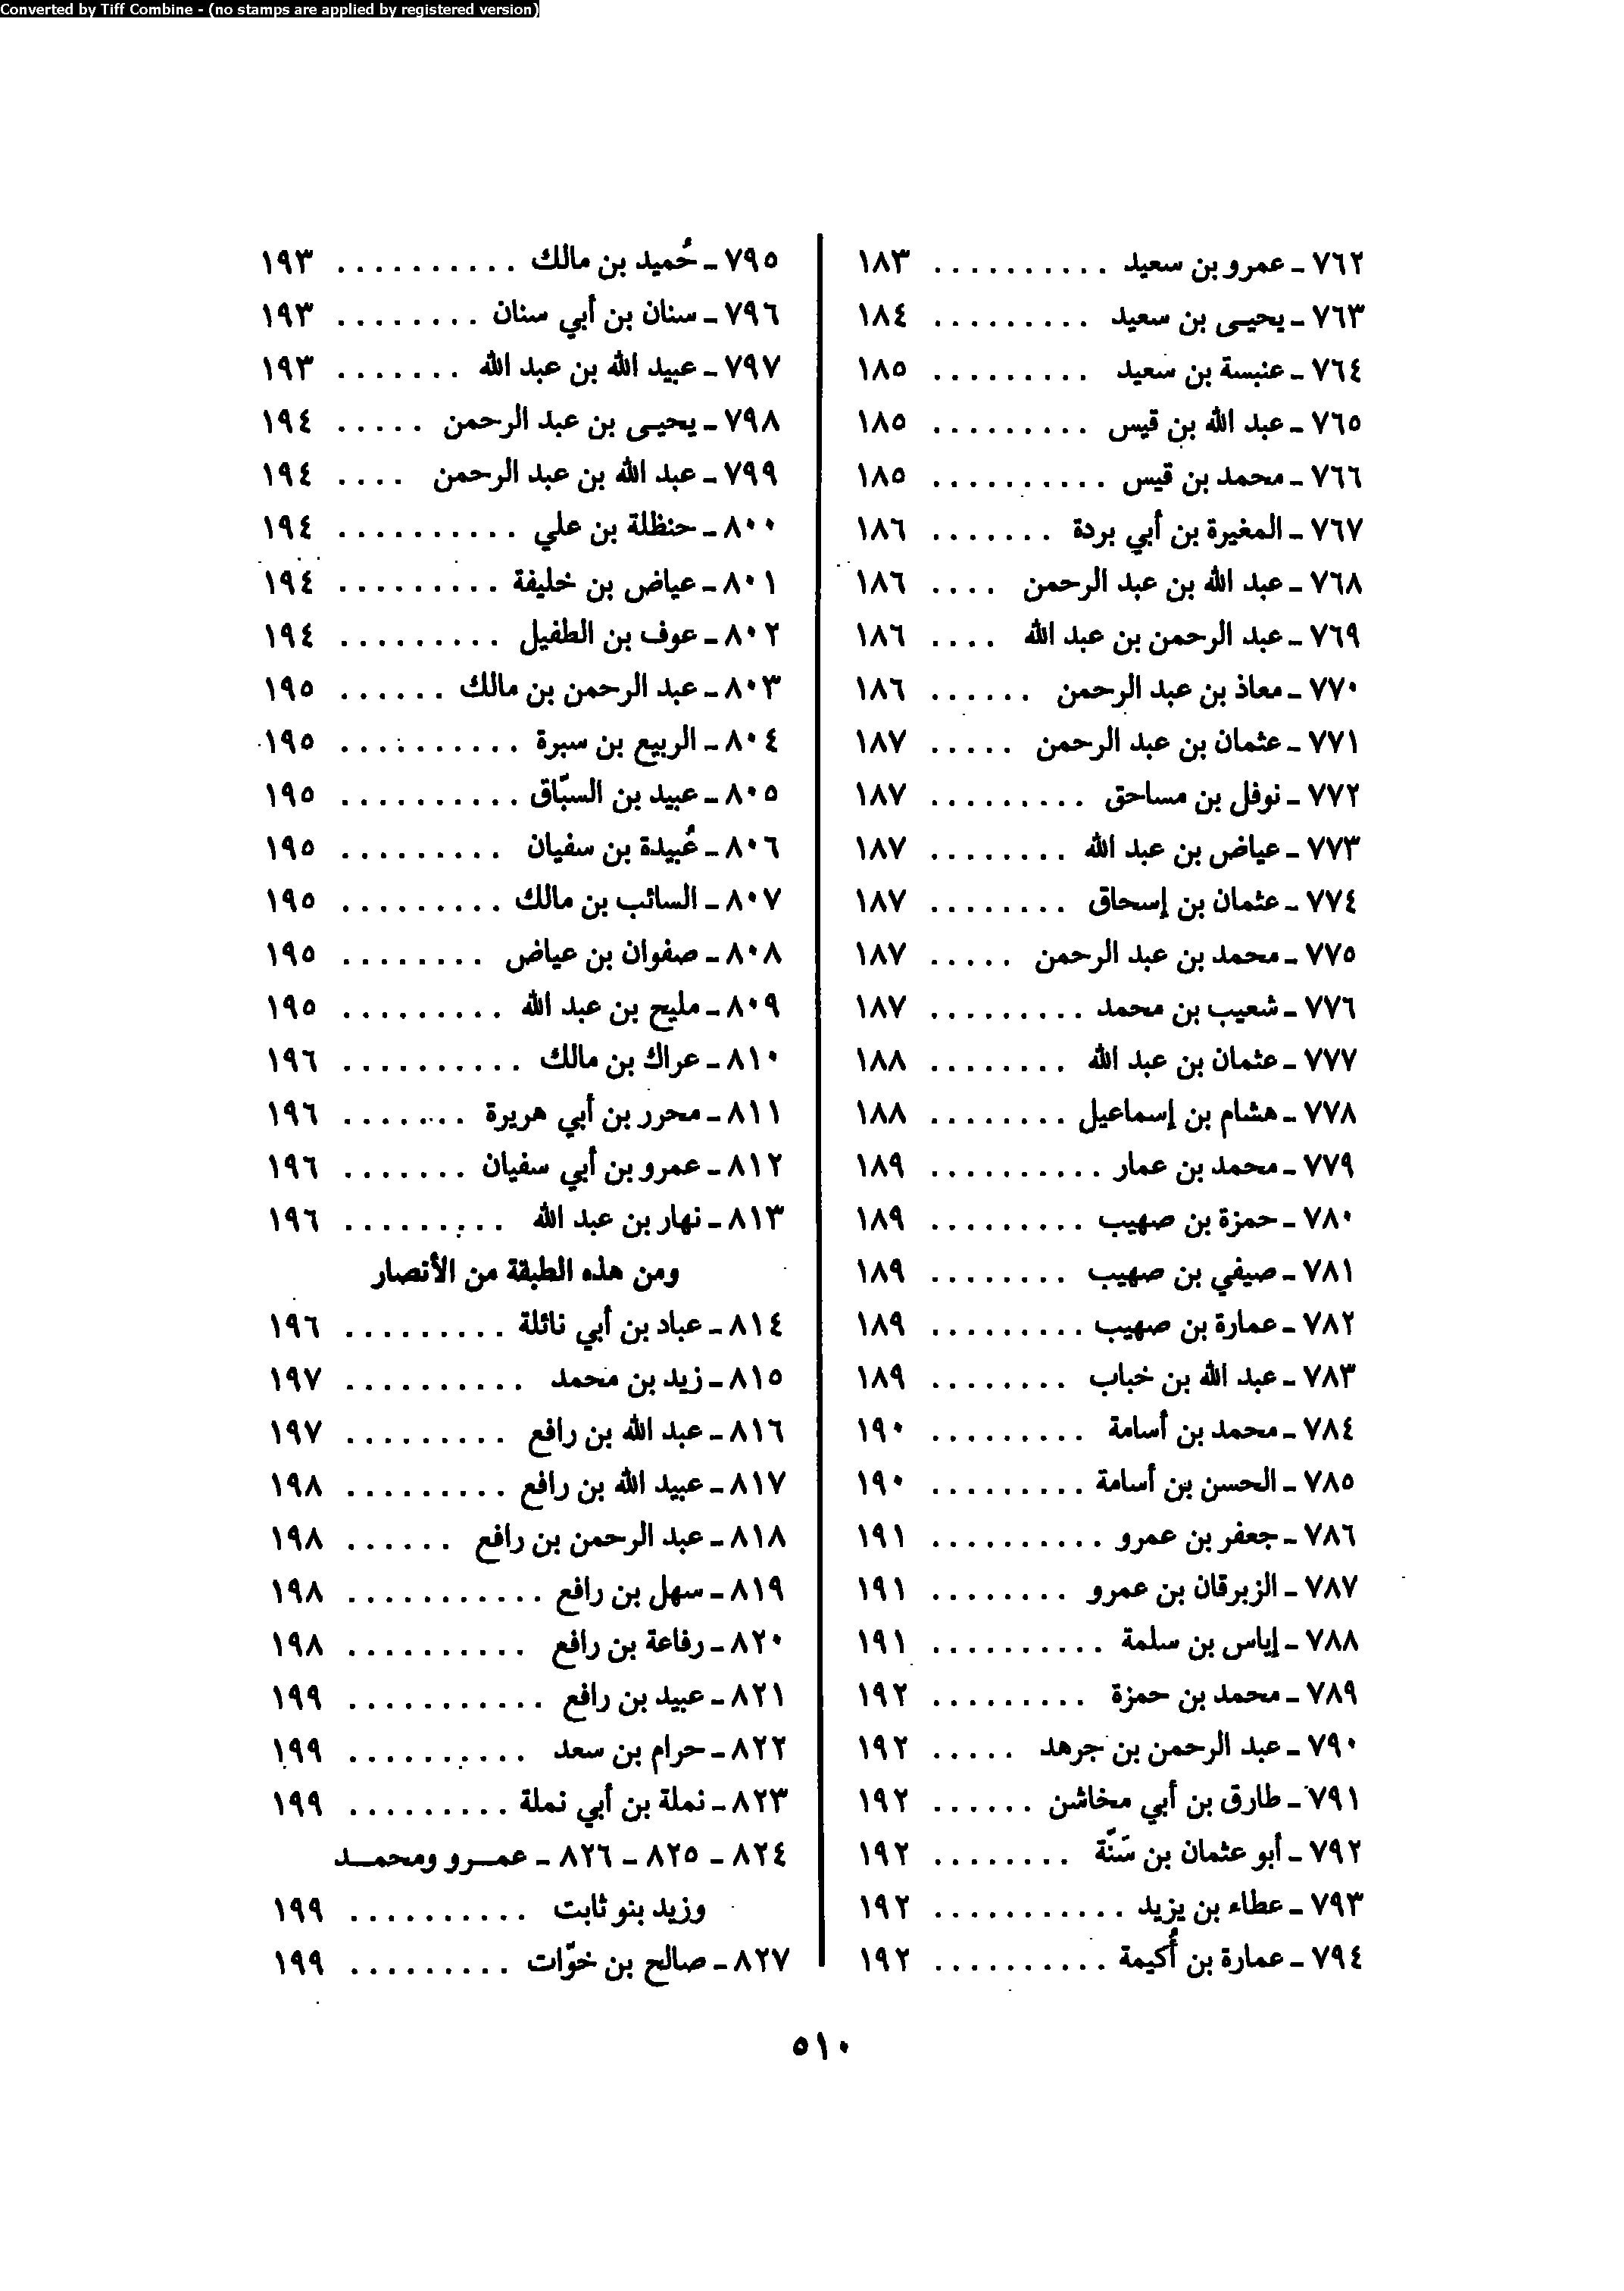 Converted by Tiff Combine - (no stamps are applied by registered version)
٧٦٢ ـ عمرو بن سعيد . . . . . . . . . . ١٨٣
٧٦٣ ـ يحيى بن سعيد . . . . . . . . . ١٨٤
٧٦٤ ـ عنبسة بن سعيد . . . . . . . . . ١٨٥
٧٦٥ ـ عبد الله بن قيس . . . . . . . . . ١٨٥
٧٦٦ ـ محمد بن قيس . . . . . . . . . . ١٨٥
٧٦٧ ـ المغيرة بن أبي بردة . . . . . . . ١٨٦
٧٦٨ ـ عبد الله بن عبد الرحمن . . . . ١٨٦
٧٦٩ ـ عبد الرحمن بن عبد الله . . . . ١٨٦
٧٧٠ ـ معاذ بن عبد الرحمن . . . . . . ١٨٦
٧٧١ ـ عثمان بن عبد الرحمن . . . . . ١٨٧
٧٧٢ ـ نوفل بن مساحق . . . . . . . . . ١٨٧
٧٧٣ ـ عياض بن عبد الله . . . . . . . . ١٨٧
٧٧٤ ـ عثمان بن إسحاق . . . . . . . . ١٨٧
٧٧٥ ـ محمد بن عبد الرحمن . . . . . ١٨٧
٧٧٦ ـ شعيب بن محمد . . . . . . . . . ١٨٧
٧٧٧ ـ عثمان بن عبد الله . . . . . . . . ١٨٨
٧٧٨ ـ هشام بن إسماعيل . . . . . . . . ١٨٨
٧٧٩ ـ محمد بن عمار . . . . . . . . . . ١٨٩
٧٨٠ ـ حمزة بن صهيب . . . . . . . . . ١٨٩
٧٨١ ـ صيفي بن صهيب . . . . . . . . ١٨٩
٧٨٢ ـ عمارة بن صهيب . . . . . . . . . ١٨٩
٧٨٣ ـ عبد الله بن خباب . . . . . . . . ١٨٩
٧٨٤ ـ محمد بن أسامة . . . . . . . . . ١٩٠
٧٨٥ ـ الحسن بن أسامة . . . . . . . . . ١٩٠
٧٨٦ ـ جعفر بن عمرو . . . . . . . . . . ١٩١
٧٨٧ ـ الزبرقان بن عمرو . . . . . . . . ١٩١
٧٨٨ ـ إياس بن سلمة . . . . . . . . . . ١٩١
٧٨٩ ـ محمد بن حمزة . . . . . . . . . ١٩٢
٧٩٠ ـ عبد الرحمن بن جرهد . . . . . ١٩٢
٧٩١ ـ طارق بن أبي مخاشن . . . . . . ١٩٢
٧٩٢ ـ أبو عثمان بن سَنّة . . . . . . . . ١٩٢
٧٩٣ ـ عطاء بن يزيد . . . . . . . . . . . ١٩٢
٧٩٤ ـ عمارة بن أُكيمة . . . . . . . . . . ١٩٢
٧٩٥ ـ حُميد بن مالك . . . . . . . . . . ١٩٣
٧٩٦ ـ سنان بن أبي سنان . . . . . . . . ١٩٣
٧٩٧ ـ عبيد الله بن عبد الله . . . . . . . ١٩٣
٧٩٨ ـ يحيى بن عبد الرحمن . . . . . ١٩٤
٧٩٩ ـ عبد الله بن عبد الرحمن . . . . ١٩٤
٨٠٠ ـ حنظلة بن علي . . . . . . . . . . ١٩٤
٨٠١ ـ عياض بن خليفة . . . . . . . . . ١٩٤
٨٠٢ ـ عوف بن الطفيل . . . . . . . . . ١٩٤
٨٠٣ ـ عبد الرحمن بن مالك . . . . . . ١٩٥
٨٠٤ ـ الربيع بن سبرة . . . . . . . . . . ١٩٥
٨٠٥ ـ عبيد بن السبّاق . . . . . . . . . . ١٩٥
٨٠٦ ـ عُبيدة بن سفيان . . . . . . . . . ١٩٥
٨٠٧ ـ السائب بن مالك . . . . . . . . . ١٩٥
٨٠٨ ـ صفوان بن عياض . . . . . . . . ١٩٥
٨٠٩ ـ مليح بن عبد الله . . . . . . . . . ١٩٥
٨١٠ ـ عراك بن مالك . . . . . . . . . . ١٩٦
٨١١ ـ محرر بن أبي هريرة . . . . . . . ١٩٦
٨١٢ ـ عمرو بن أبي سفيان . . . . . . . ١٩٦
٨١٣ ـ نهار بن عبد الله . . . . . . . . . ١٩٦
ومن هذه الطبقة من الأنصار
٨١٤ ـ عباد بن أبي نائلة . . . . . . . . . ١٩٦
٨١٥ ـ زيد بن محمد . . . . . . . . . . ١٩٧
٨١٦ ـ عبد الله بن رافع . . . . . . . . . ١٩٧
٨١٧ ـ عبيد الله بن رافع . . . . . . . . . ١٩٨
٨١٨ ـ عبد الرحمن بن رافع . . . . . . ١٩٨
٨١٩ ـ سهل بن رافع . . . . . . . . . . . ١٩٨
٨٢٠ ـ رفاعة بن رافع . . . . . . . . . . ١٩٨
٨٢١ ـ عبيد بن رافع . . . . . . . . . . . ١٩٩
٨٢٢ ـ حرام بن سعد . . . . . . . . . . ١٩٩
٨٢٣ ـ نملة بن أبي نملة . . . . . . . . . ١٩٩
٨٢٤ ـ ٨٢٥ ـ ٨٢٦ ـ عمـرو ومحمـد
وزيد بنو ثابت . . . . . . . . . . ١٩٩
٨٢٧ ـ صالح بن خوّات . . . . . . . . . ١٩٩
٥١٠